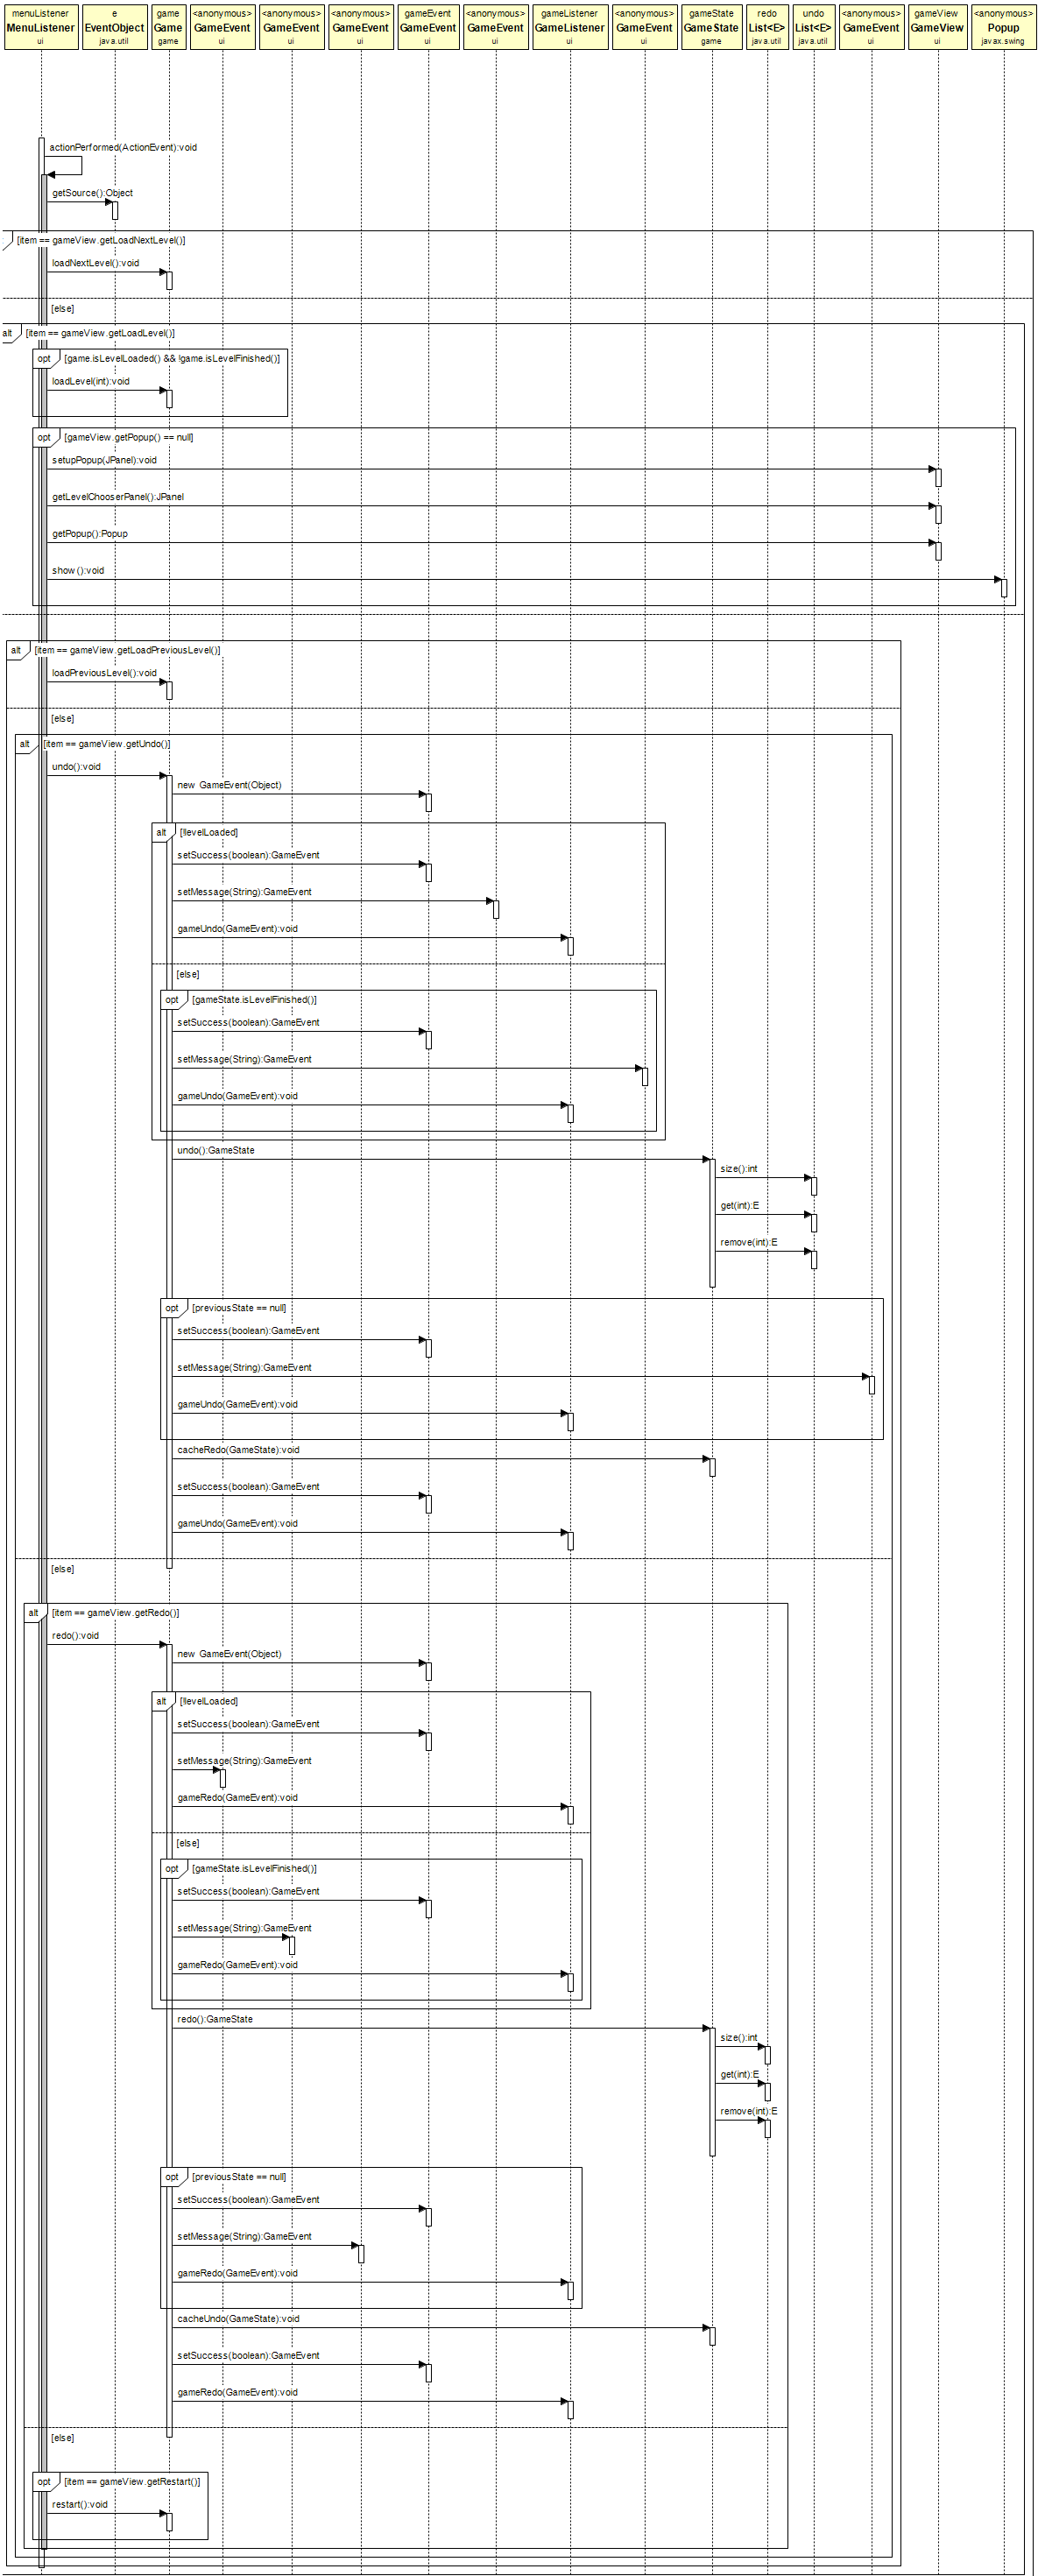 menuListener
MenuListener
ui
e
EventObject
java.util
game
Game
game
<anonymous>
GameEvent
ui
<anonymous>
GameEvent
ui
<anonymous>
GameEvent
ui
gameEvent
GameEvent
ui
<anonymous>
GameEvent
ui
gameListener
GameListener
ui
<anonymous>
GameEvent
ui
gameState
GameState
game
redo
List<E>
java.util
undo
List<E>
java.util
<anonymous>
GameEvent
ui
gameView
GameView
ui
<anonymous>
Popup
javax.swing
actionPerformed(ActionEvent):void
getSource():Object
[item == gameView.getLoadNextLevel()]
loadNextLevel():void
[else]
alt [item == gameView.getLoadLevel()]
opt [game.isLevelLoaded() && !game.isLevelFinished()]
loadLevel(int):void
opt [gameView.getPopup() == null]
setupPopup(JPanel):void
getLevelChooserPanel():JPanel
getPopup():Popup
show():void
alt [item == gameView.getLoadPreviousLevel()]
loadPreviousLevel():void
[else]
alt [item == gameView.getUndo()]
undo():void
new GameEvent(Object)
alt [!levelLoaded]
setSuccess(boolean):GameEvent
setMessage(String):GameEvent
gameUndo(GameEvent):void
[else]
opt [gameState.isLevelFinished()]
setSuccess(boolean):GameEvent
setMessage(String):GameEvent
gameUndo(GameEvent):void
undo():GameState
size():int
get(int):E
remove(int):E
opt [previousState == null]
setSuccess(boolean):GameEvent
setMessage(String):GameEvent
gameUndo(GameEvent):void
cacheRedo(GameState):void
setSuccess(boolean):GameEvent
gameUndo(GameEvent):void
[else]
alt [item == gameView.getRedo()]
redo():void
new GameEvent(Object)
alt [!levelLoaded]
setSuccess(boolean):GameEvent
setMessage(String):GameEvent
gameRedo(GameEvent):void
[else]
opt [gameState.isLevelFinished()]
setSuccess(boolean):GameEvent
setMessage(String):GameEvent
gameRedo(GameEvent):void
redo():GameState
size():int
get(int):E
remove(int):E
opt [previousState == null]
setSuccess(boolean):GameEvent
setMessage(String):GameEvent
gameRedo(GameEvent):void
cacheUndo(GameState):void
setSuccess(boolean):GameEvent
gameRedo(GameEvent):void
[else]
opt [item == gameView.getRestart()]
restart():void